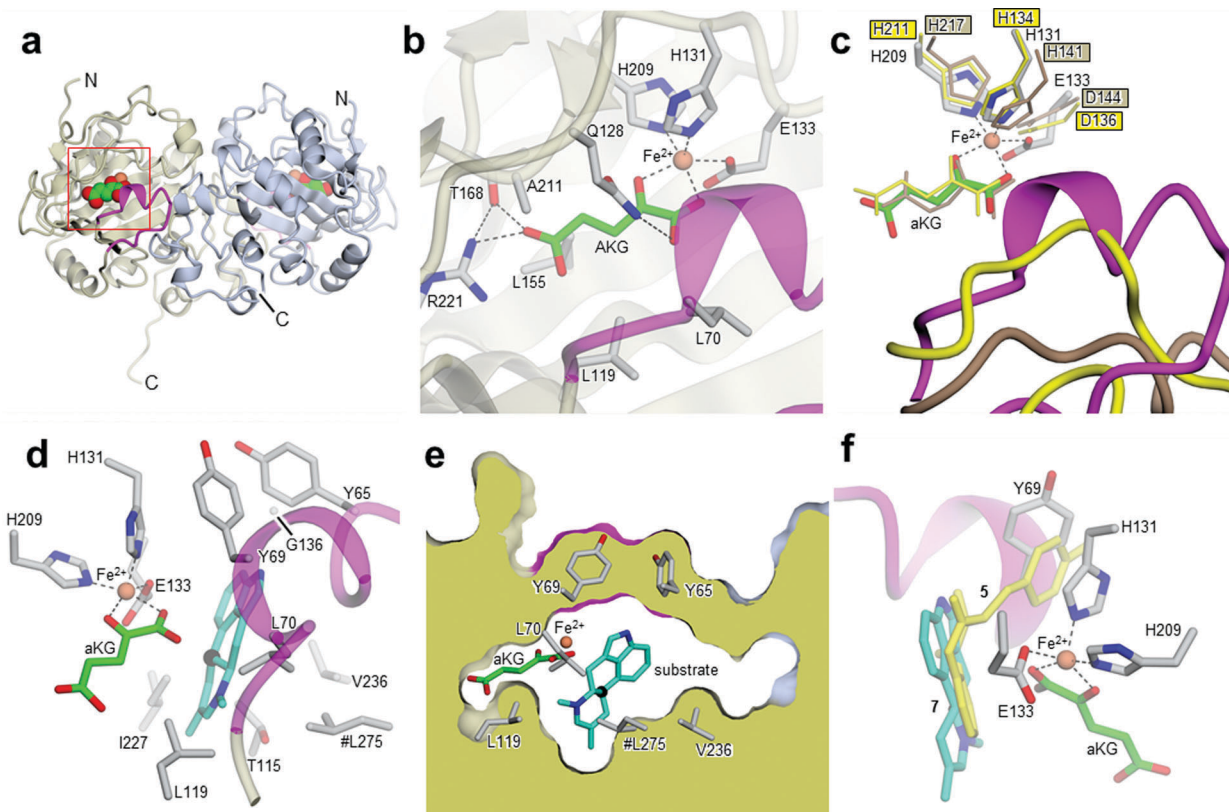 a
N
N
C
C
b
H131
H209
Q128
E133
Fe2+
T168
A211
AKG
L155
R221
L70
L119
c
H211
H217
H134
H209
H131
H141
E133
D144
D136
Fe2+
aKG
d
H131
Y65
H209
G136
Y69
Fe2+
E133
L70
aKG
V236
I227
#L275
T115
L119
e
Y69
Y65
L70
Fe2+
aKG
substrate
L119
#L275
V236
f
Y69
H131
5
Fe2+
H209
7
E133
aKG